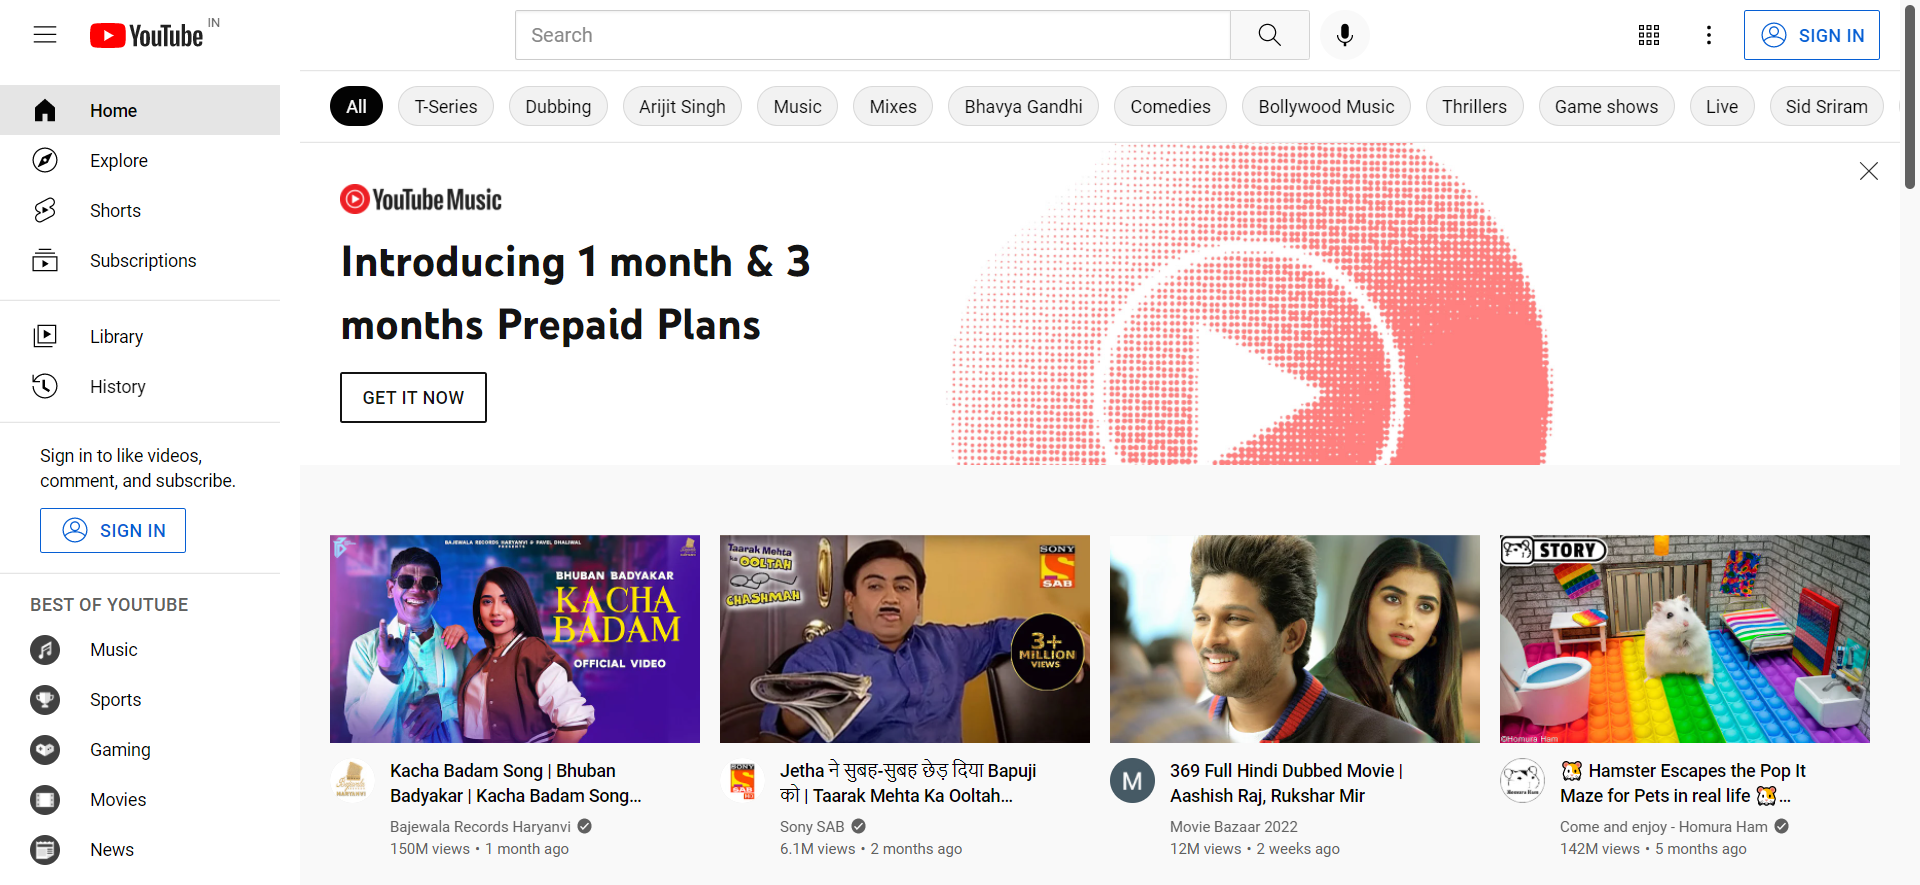 YouTube IN
Search
SIGN IN
Home
Explore
Shorts
Subscriptions
Library
History
Sign in to like videos,
comment, and subscribe.
SIGN IN
BEST OF YOUTUBE
Music
Sports
Gaming
Movies
News
All T-Series Dubbing Arijit Singh Music Mixes Bhavya Gandhi Comedies Bollywood Music Thrillers Game shows Live Sid Sriram
YouTube Music
Introducing 1 month & 3
months Prepaid Plans
GET IT NOW
BAJEWALA RECORDS HARYANVI & PAVEL DHALIWAL
PRESENTS
BHUBAN BADYAKAR
KACHA
BADAM
OFFICIAL VIDEO
Kacha Badam Song | Bhuban
Badyakar | Kacha Badam Song...
Bajewala Records Haryanvi
150M views • 1 month ago
Taarak Mehta
Ka OOLTAH
CHASHMAH
SONY
SAB
3+
MILLION
VIEWS
SONY
SAB
HD
Jetha ने सुबह-सुबह छेड़ दिया Bapuji
को | Taarak Mehta Ka Ooltah...
Sony SAB
6.1M views • 2 months ago
M
369 Full Hindi Dubbed Movie |
Aashish Raj, Rukshar Mir
Movie Bazaar 2022
12M views • 2 weeks ago
STORY
©Homura Ham
Homura Ham
🐹 Hamster Escapes the Pop It
Maze for Pets in real life 🐹...
Come and enjoy - Homura Ham
142M views • 5 months ago